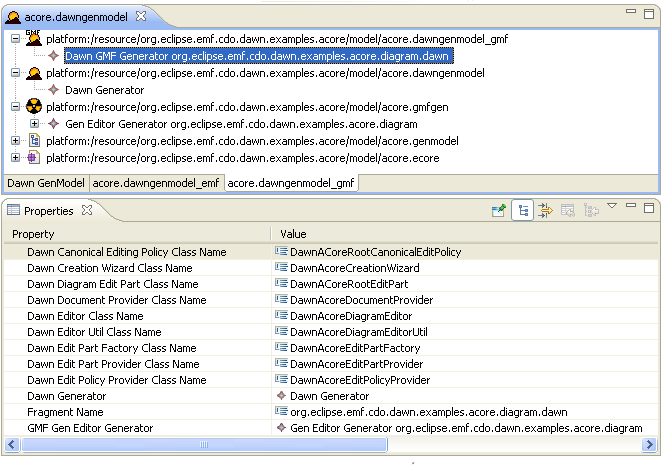 acore.dawngenmodel
GMF
platform:/resource/org.eclipse.emf.cdo.dawn.examples.acore/model/acore.dawngenmodel_gmf
Dawn GMF Generator org.eclipse.emf.cdo.dawn.examples.acore.diagram.dawn
platform:/resource/org.eclipse.emf.cdo.dawn.examples.acore/model/acore.dawngenmodel
Dawn Generator
platform:/resource/org.eclipse.emf.cdo.dawn.examples.acore/model/acore.gmfgen
Gen Editor Generator org.eclipse.emf.cdo.dawn.examples.acore.diagram
platform:/resource/org.eclipse.emf.cdo.dawn.examples.acore/model/acore.genmodel
platform:/resource/org.eclipse.emf.cdo.dawn.examples.acore/model/acore.ecore
Dawn GenModel acore.dawngenmodel_emf acore.dawngenmodel_gmf
Properties
Property Value
Dawn Canonical Editing Policy Class Name DawnACoreRootCanonicalEditPolicy
Dawn Creation Wizard Class Name DawnAcoreCreationWizard
Dawn Diagram Edit Part Class Name DawnACoreRootEditPart
Dawn Document Provider Class Name DawnAcoreDocumentProvider
Dawn Editor Class Name DawnAcoreDiagramEditor
Dawn Editor Util Class Name DawnAcoreDiagramEditorUtil
Dawn Edit Part Factory Class Name DawnAcoreEditPartFactory
Dawn Edit Part Provider Class Name DawnAcoreEditPartProvider
Dawn Edit Policy Provider Class Name DawnAcoreEditPolicyProvider
Dawn Generator Dawn Generator
Fragment Name org.eclipse.emf.cdo.dawn.examples.acore.diagram.dawn
GMF Gen Editor Generator Gen Editor Generator org.eclipse.emf.cdo.dawn.examples.acore.diagram